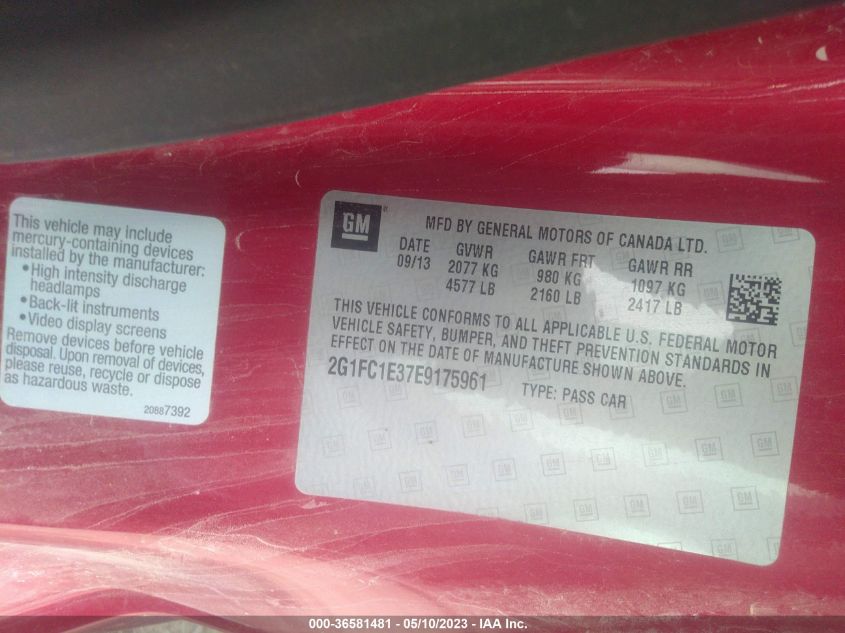 This vehicle may include
mercury-containing devices
installed by the manufacturer:
• High intensity discharge
headlamps
• Back-lit instruments
• Video display screens
Remove devices before vehicle
disposal. Upon removal of devices,
please reuse, recycle or dispose
as hazardous waste.
20887392
GM
MFD BY GENERAL MOTORS OF CANADA LTD.
DATE GVWR GAWR FRT GAWR RR
09/13 2077 KG 980 KG 1097 KG
4577 LB 2160 LB 2417 LB
THIS VEHICLE CONFORMS TO ALL APPLICABLE U.S. FEDERAL MOTOR
VEHICLE SAFETY, BUMPER, AND THEFT PREVENTION STANDARDS IN
EFFECT ON THE DATE OF MANUFACTURE SHOWN ABOVE.
2G1FC1E37E9175961 TYPE: PASS CAR
000-36581481 - 05/10/2023 - IAA Inc.